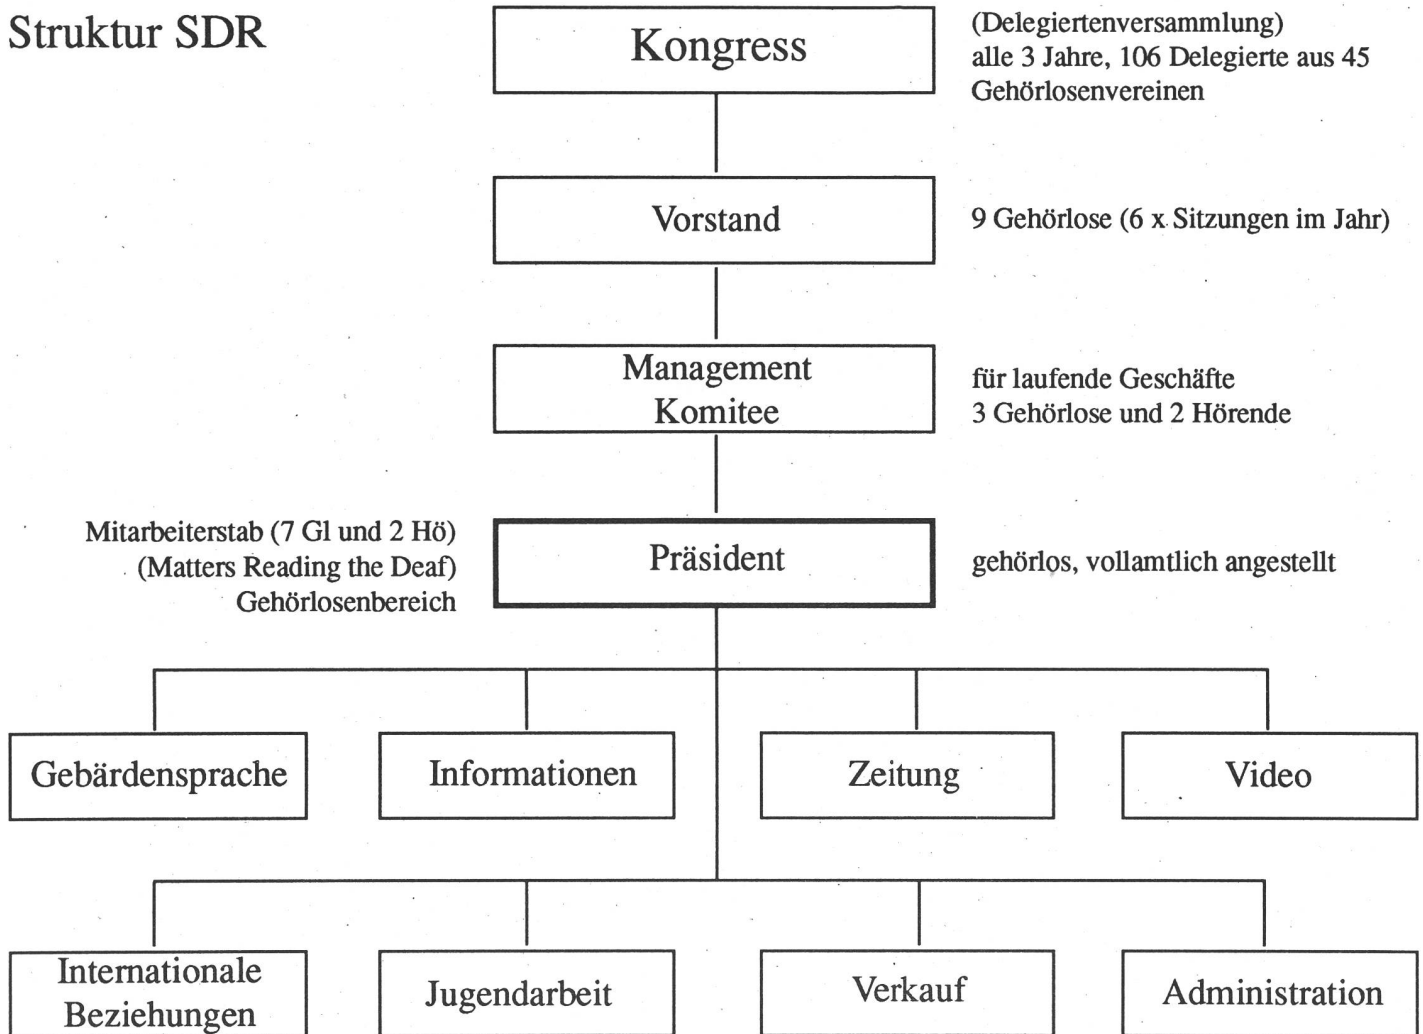 Struktur SDR
Kongress
(Delegiertenversammlung)
alle 3 Jahre, 106 Delegierte aus 45
Gehörlosenvereinen
Vorstand
9 Gehörlose (6 x Sitzungen im Jahr)
Management
Komitee
für laufende Geschäfte
3 Gehörlose und 2 Hörende
Mitarbeiterstab (7 Gl und 2 Hö)
(Matters Reading the Deaf)
Gehörlosenbereich
Präsident
gehörlos, vollamtlich angestellt
Gebärdensprache
Informationen
Zeitung
Video
Internationale
Beziehungen
Jugendarbeit
Verkauf
Administration